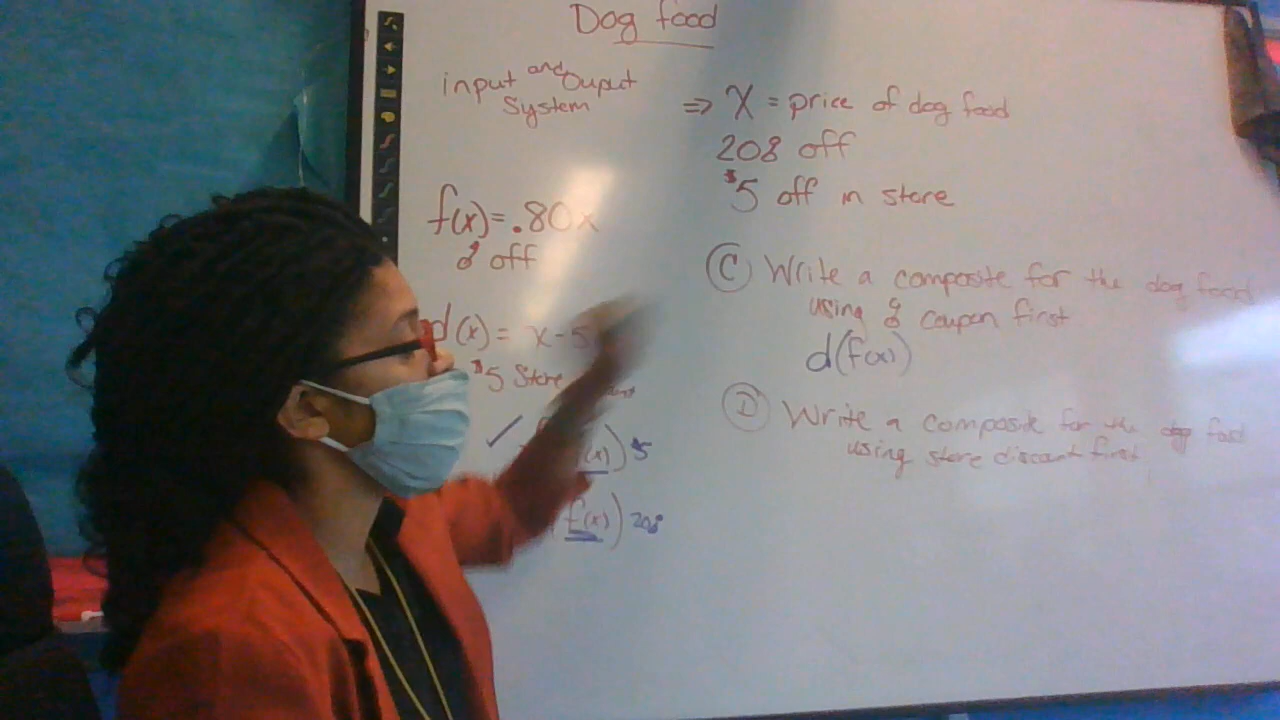 Dog food
input and Ouput
System
f(x) = .80x
% off
d(x) = x - 5
$5 Store
(x)) $5
(f(x)) 20%
⇒ X = price of dog food
20% off
$5 off in store
(C) Write a composite for the dog food
using % coupon first
d(f(x))
(D) Write a composite for the dog food
using store discount first